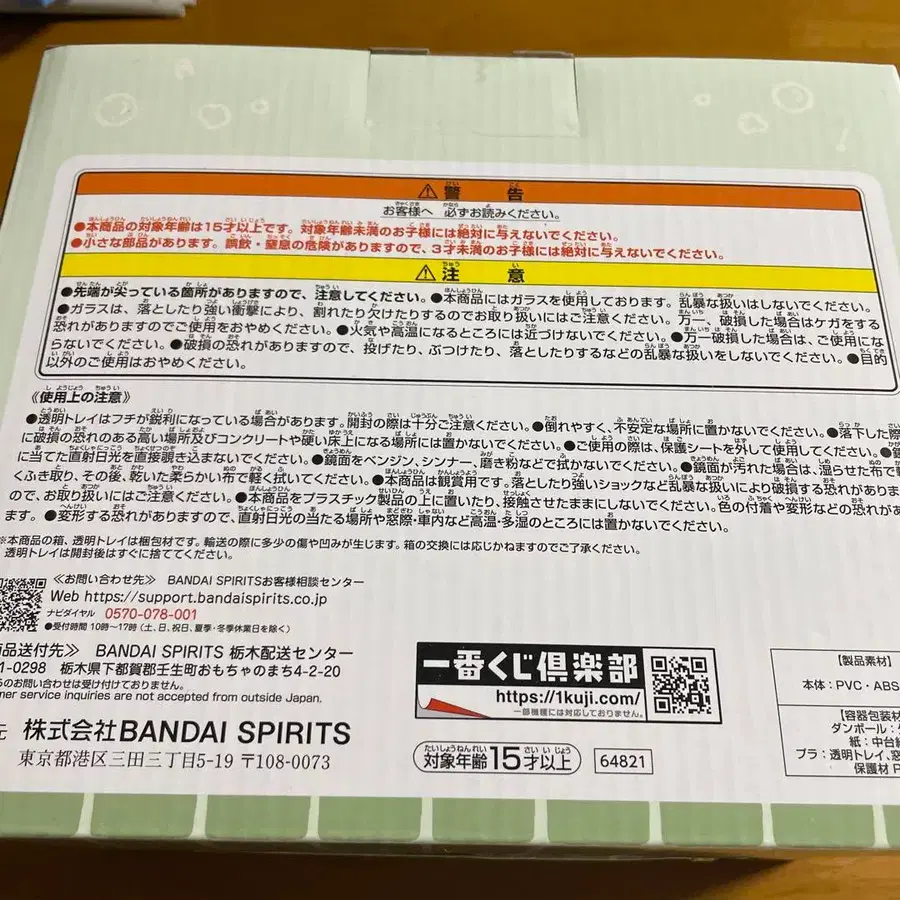 ⚠警告
お客様へ 必ずお読みください。
●本商品の対象年齢は15才以上です。対象年齢未満のお子様には絶対に与えないでください。
●小さな部品があります。誤飲・窒息の危険がありますので、3才未満のお子様には絶対に与えないでください。
⚠注意
●先端が尖っている箇所がありますので、注意してください。●本商品にはガラスを使用しております。乱暴な扱いはしないでください。
●ガラスは、落としたり強い衝撃により、割れたり欠けたりするのでお取り扱いにはご注意ください。万一、破損した場合はケガをする
恐れがありますのでご使用をおやめください。●火気や高温になるところには近づけないでください。●万一破損した場合は、ご使用にな
らないでください。●破損の恐れがありますので、投げたり、ぶつけたり、落としたりするなどの乱暴な扱いをしないでください。●目的
以外のご使用はおやめください。
《使用上の注意》
●透明トレイはフチが鋭利になっている場合があります。開封の際は十分ご注意ください。●倒れやすく、不安定な場所に置かないでください。●落下した際
に破損の恐れのある高い場所及びコンクリートや硬い床上になる場所には置かないでください。●ご使用の際は、保護シートを外して使用してください。
に当てた直射日光を直接覗き込まないでください。●鏡面をベンジン、シンナー、磨き粉などで拭かないでください。●鏡面が汚れた場合は、湿らせた布で軽
くふき取り、その後、乾いた柔らかい布で軽く拭いてください。●本商品は観賞用です。落としたり強いショックなど乱暴な扱いにより破損する恐れがあります
ので、お取り扱いにはご注意ください。●本商品をプラスチック製品の上に置いたり、接触させたままにしないでください。色の付着や変形などの恐れがあ
ます。●変形する恐れがありますので、直射日光の当たる場所や窓際・車内など高温・多湿のところには置かないでください。
※本商品の箱、透明トレイは梱包材です。輸送の際に多少の傷や凹みが生じます。箱の交換には応じかねますのでご了承ください。
透明トレイは開封後はすぐに捨ててください。
≪お問い合わせ先≫ BANDAI SPIRITSお客様相談センター
Web https://support.bandaispirits.co.jp
ナビダイヤル 0570-078-001
●受付時間 10時〜17時(土、日、祝日、夏季・冬季休業日を除く)
商品送付先≫ BANDAI SPIRITS 栃木配送センター
1-0298 栃木県下都賀郡壬生町おもちゃのまち4-2-20
らのお問い合わせは受け付けておりません。
mer service inquiries are not accepted from outside Japan.
元 株式会社BANDAI SPIRITS
東京都港区三田三丁目5-19 〒108-0073
一番くじ倶楽部
https://1kuji.com/
一部機種には対応しておりません。
対象年齢15才以上
64821
【製品素材】
本体:PVC・ABS
【容器包装材
ダンボール:
紙:中台紙
プラ:透明トレイ、窓
保護材